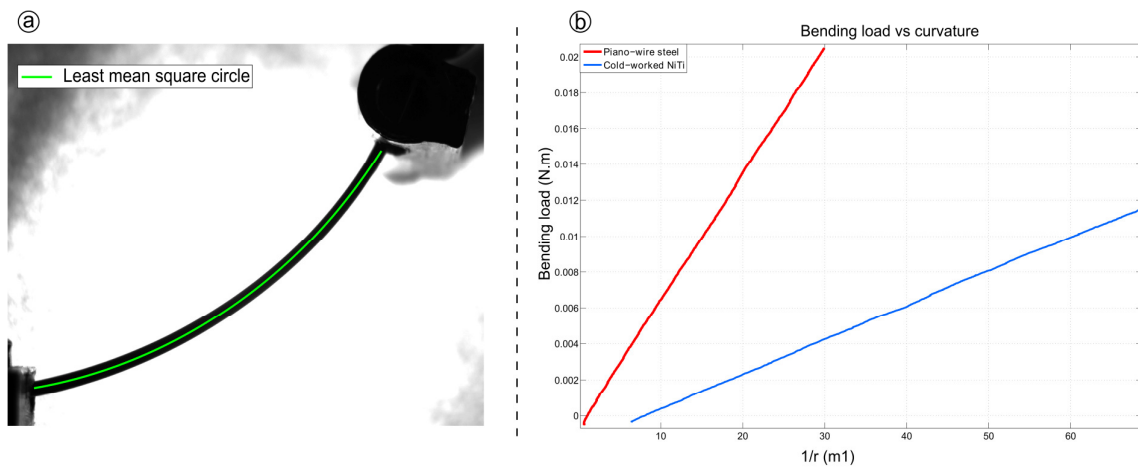 a
Least mean square circle
b
Bending load vs curvature
Piano-wire steel
Cold-worked NiTi
Bending load (N.m)
0.02
0.018
0.016
0.014
0.012
0.01
0.008
0.006
0.004
0.002
0
10
20
30
40
50
60
1/r (m1)